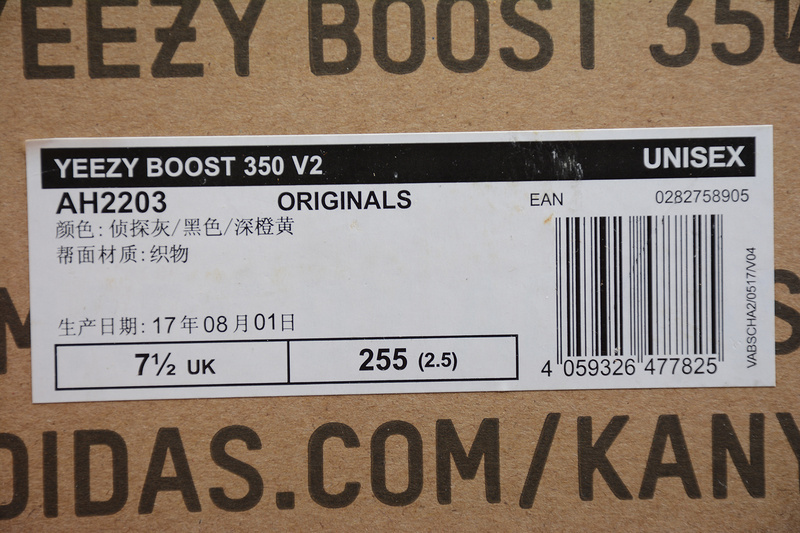 YEEZY BOOST 350
YEEZY BOOST 350 V2
UNISEX
AH2203
ORIGINALS
EAN
0282758905
颜色:侦探灰/黑色/深橙黄
帮面材质:织物
生产日期: 17年08月01日
7½ UK
255 (2.5)
4 059326 477825
VABSCHA2/0517/V04
DIDAS.COM/KANY